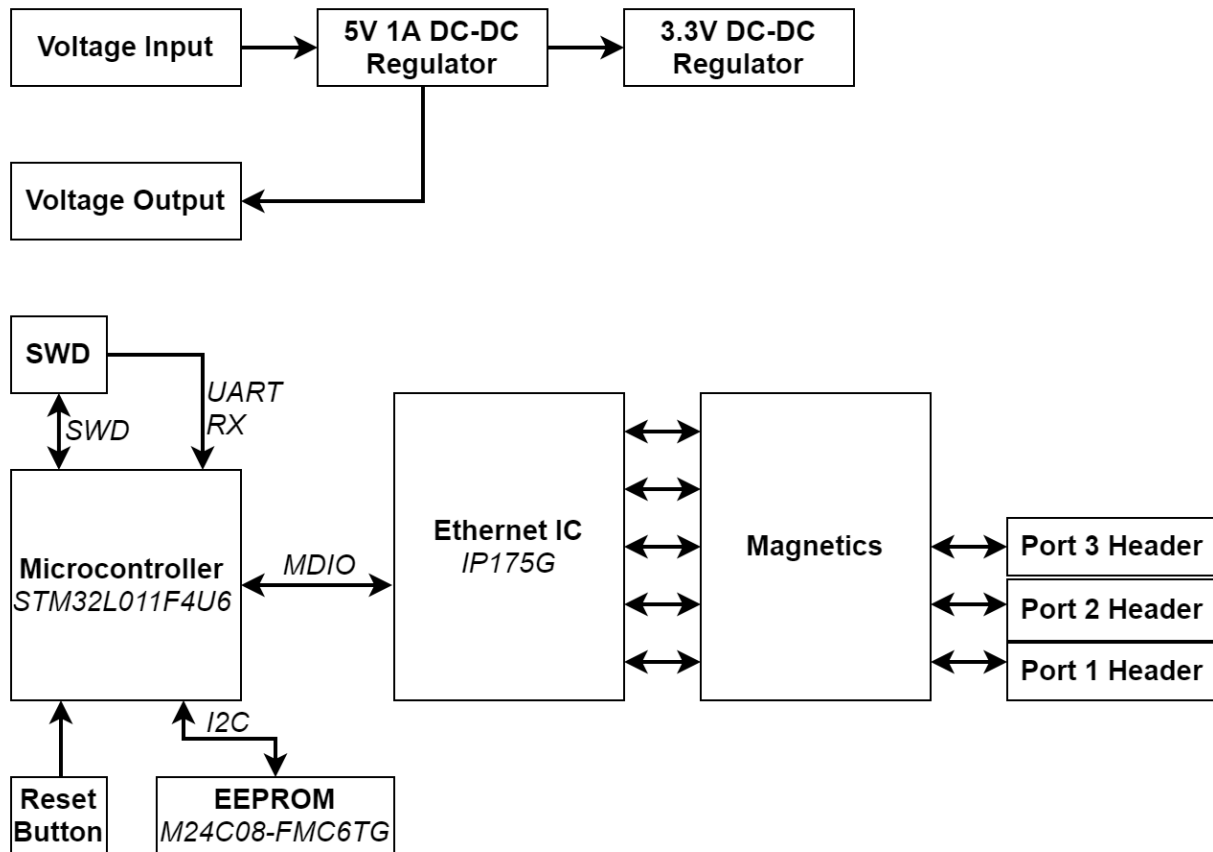 Voltage Input
5V 1A DC-DC
Regulator
3.3V DC-DC
Regulator
Voltage Output
SWD
UART
RX
SWD
Microcontroller
STM32L011F4U6
MDIO
Ethernet IC
IP175G
Magnetics
Port 3 Header
Port 2 Header
Port 1 Header
I2C
Reset
Button
EEPROM
M24C08-FMC6TG